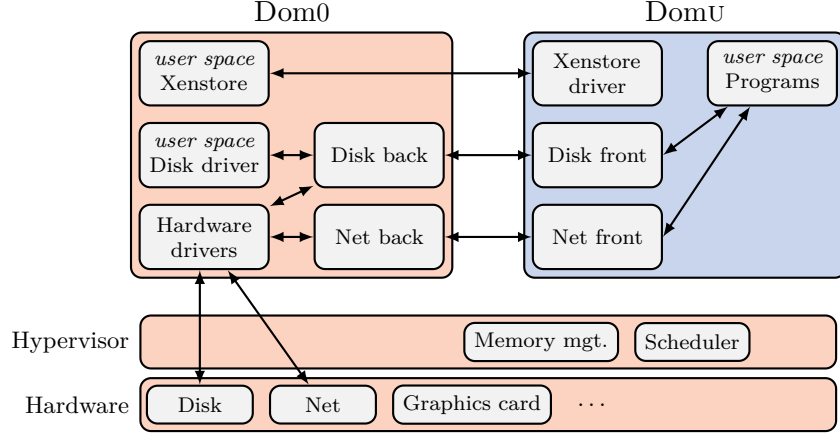 Dom0
DomU
user space
Xenstore
Xenstore
driver
user space
Programs
user space
Disk driver
Disk back
Disk front
Hardware
drivers
Net back
Net front
Hypervisor
Memory mgt.
Scheduler
Hardware
Disk
Net
Graphics card
...